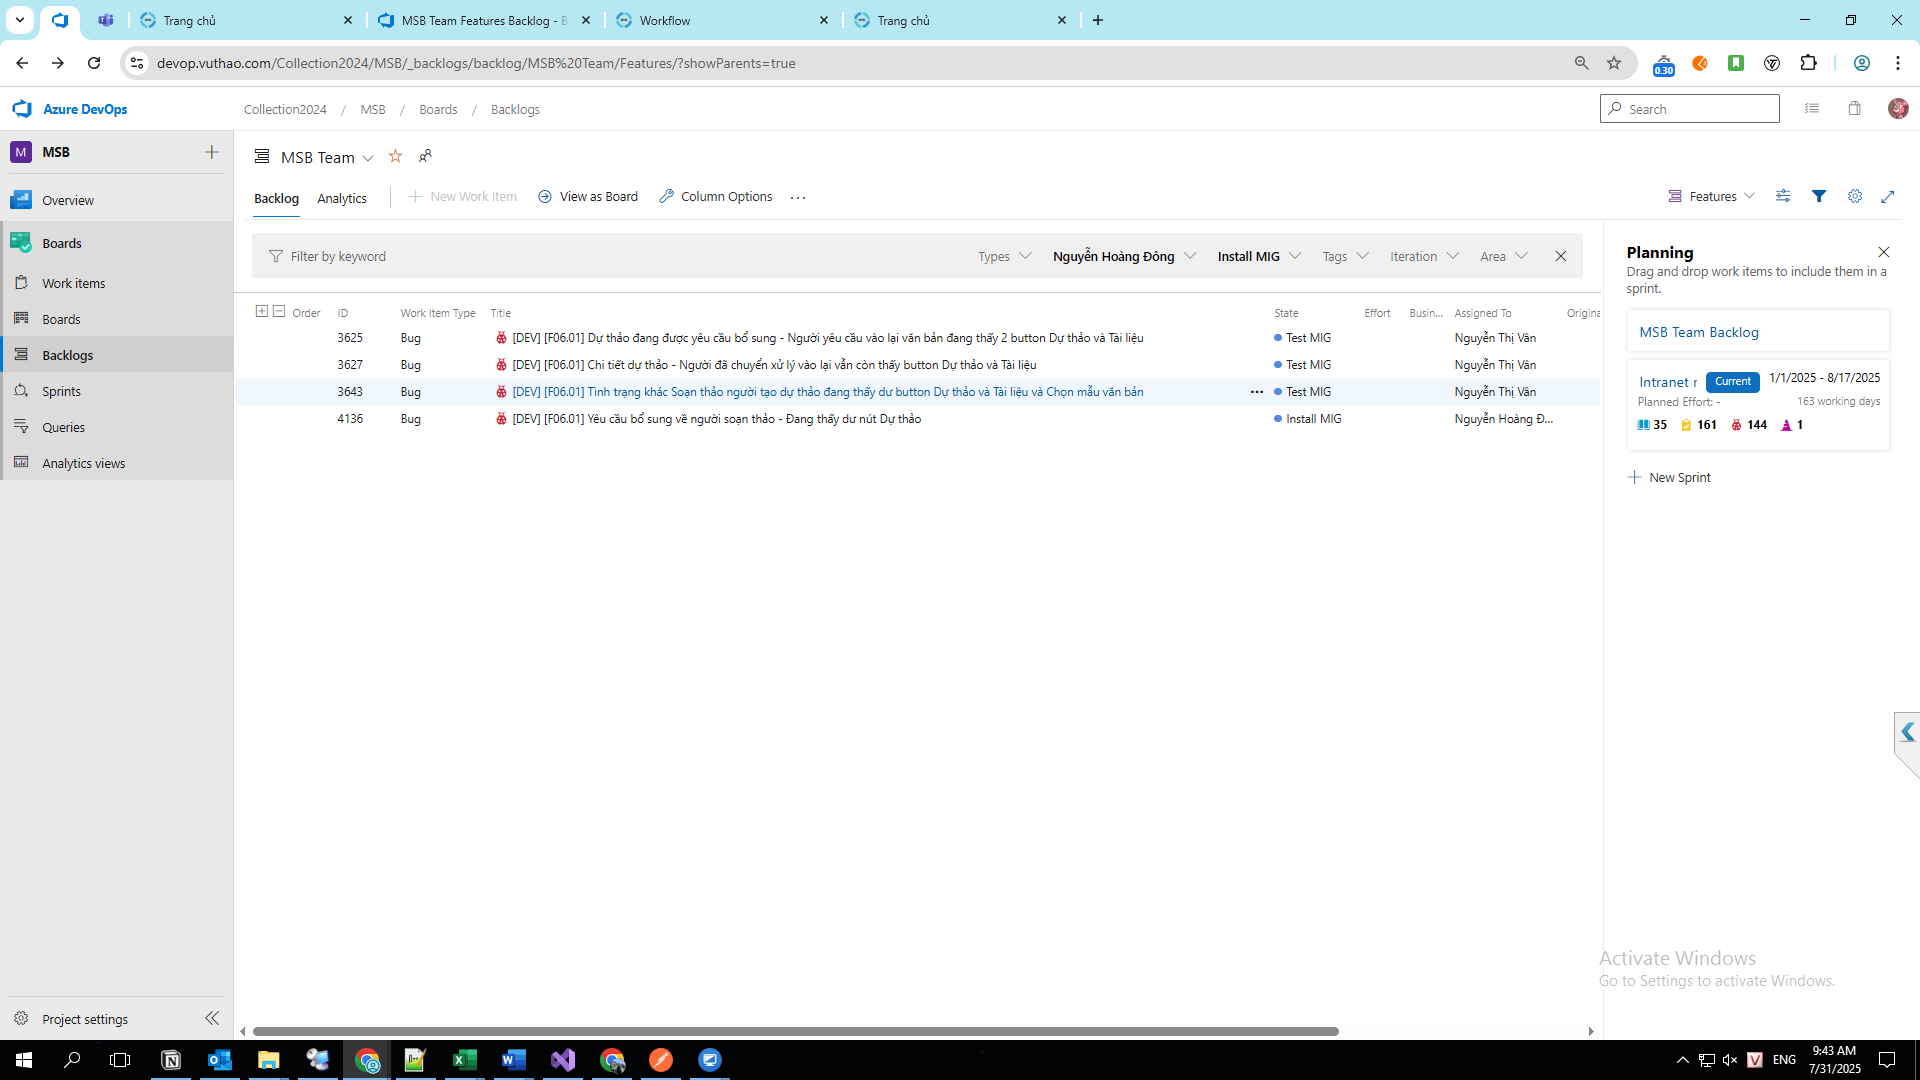 Trang chủ
MSB Team Features Backlog - B
Workflow
Trang chủ
devop.vuthao.com/Collection2024/MSB/_backlogs/backlog/MSB%20Team/Features/?showParents=true
0.30
Azure DevOps
Collection2024 / MSB / Boards / Backlogs
Search
M MSB
MSB Team
Overview
Backlog Analytics New Work Item View as Board Column Options
Features
Boards
Work items
Boards
Backlogs
Sprints
Queries
Analytics views
Filter by keyword Types Nguyễn Hoàng Đông Install MIG Tags Iteration Area
Order ID Work Item Type Title State Effort Busin... Assigned To Origina
3625 Bug [DEV] [F06.01] Dự thảo đang được yêu cầu bổ sung - Người yêu cầu vào lại văn bản đang thấy 2 button Dự thảo và Tài liệu Test MIG Nguyễn Thị Vân
3627 Bug [DEV] [F06.01] Chi tiết dự thảo - Người đã chuyển xử lý vào lại vẫn còn thấy button Dự thảo và Tài liệu Test MIG Nguyễn Thị Vân
3643 Bug [DEV] [F06.01] Tình trạng khác Soạn thảo người tạo dự thảo đang thấy dư button Dự thảo và Tài liệu và Chọn mẫu văn bản ... Test MIG Nguyễn Thị Vân
4136 Bug [DEV] [F06.01] Yêu cầu bổ sung về người soạn thảo - Đang thấy dư nút Dự thảo Install MIG Nguyễn Hoàng Đ...
Planning
Drag and drop work items to include them in a
sprint.
MSB Team Backlog
Intranet r Current 1/1/2025 - 8/17/2025
Planned Effort: - 163 working days
35 161 144 1
New Sprint
Activate Windows
Go to Settings to activate Windows.
Project settings
ENG
9:43 AM
7/31/2025